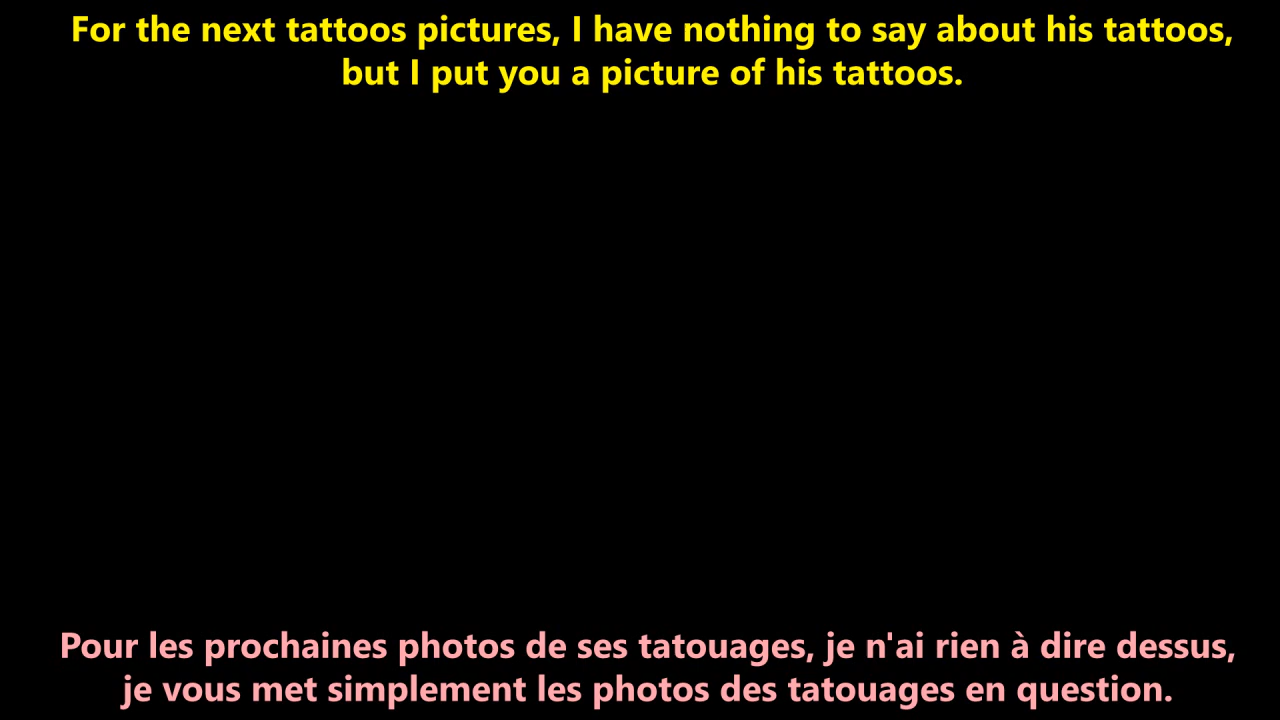 For the next tattoos pictures, I have nothing to say about his tattoos,
but I put you a picture of his tattoos.
Pour les prochaines photos de ses tatouages, je n'ai rien à dire dessus,
je vous met simplement les photos des tatouages en question.